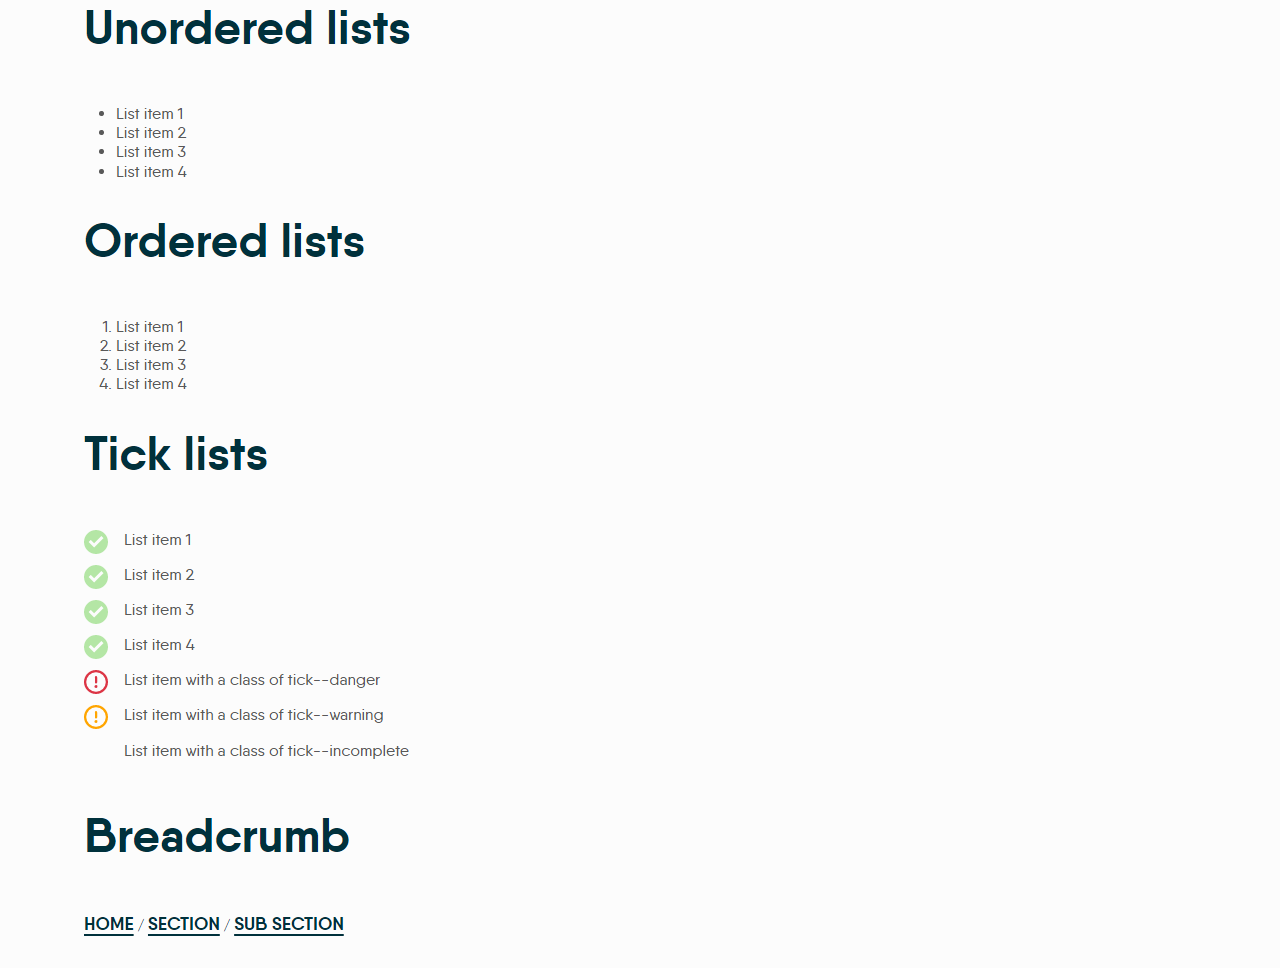 Unordered lists
• List item 1
• List item 2
• List item 3
• List item 4
Ordered lists
1. List item 1
2. List item 2
3. List item 3
4. List item 4
Tick lists
List item 1
List item 2
List item 3
List item 4
List item with a class of tick--danger
List item with a class of tick--warning
List item with a class of tick--incomplete
Breadcrumb
HOME / SECTION / SUB SECTION